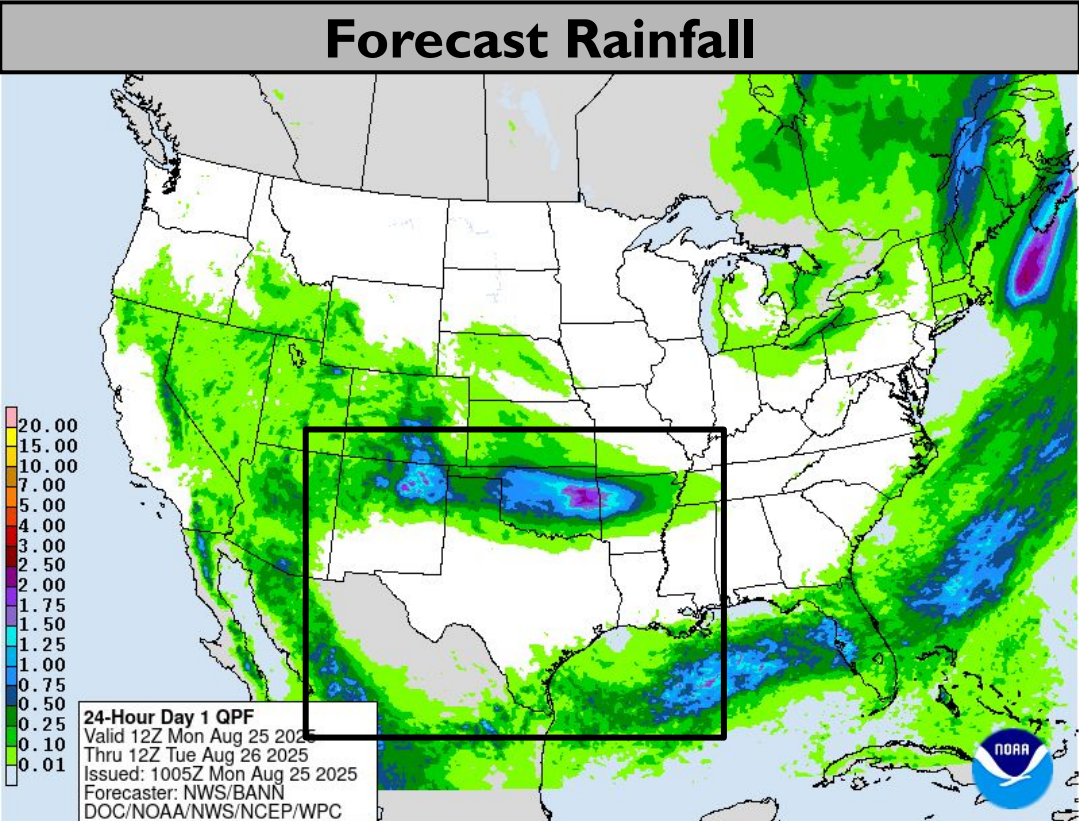 Forecast Rainfall
20.00
15.00
10.00
7.00
5.00
4.00
3.00
2.50
2.00
1.75
1.50
1.25
1.00
0.75
0.50
0.25
0.10
0.01
24-Hour Day 1 QPF
Valid 12Z Mon Aug 25 2025
Thru 12Z Tue Aug 26 2025
Issued: 1005Z Mon Aug 25 2025
Forecaster: NWS/BANN
DOC/NOAA/NWS/NCEP/WPC
NOAA